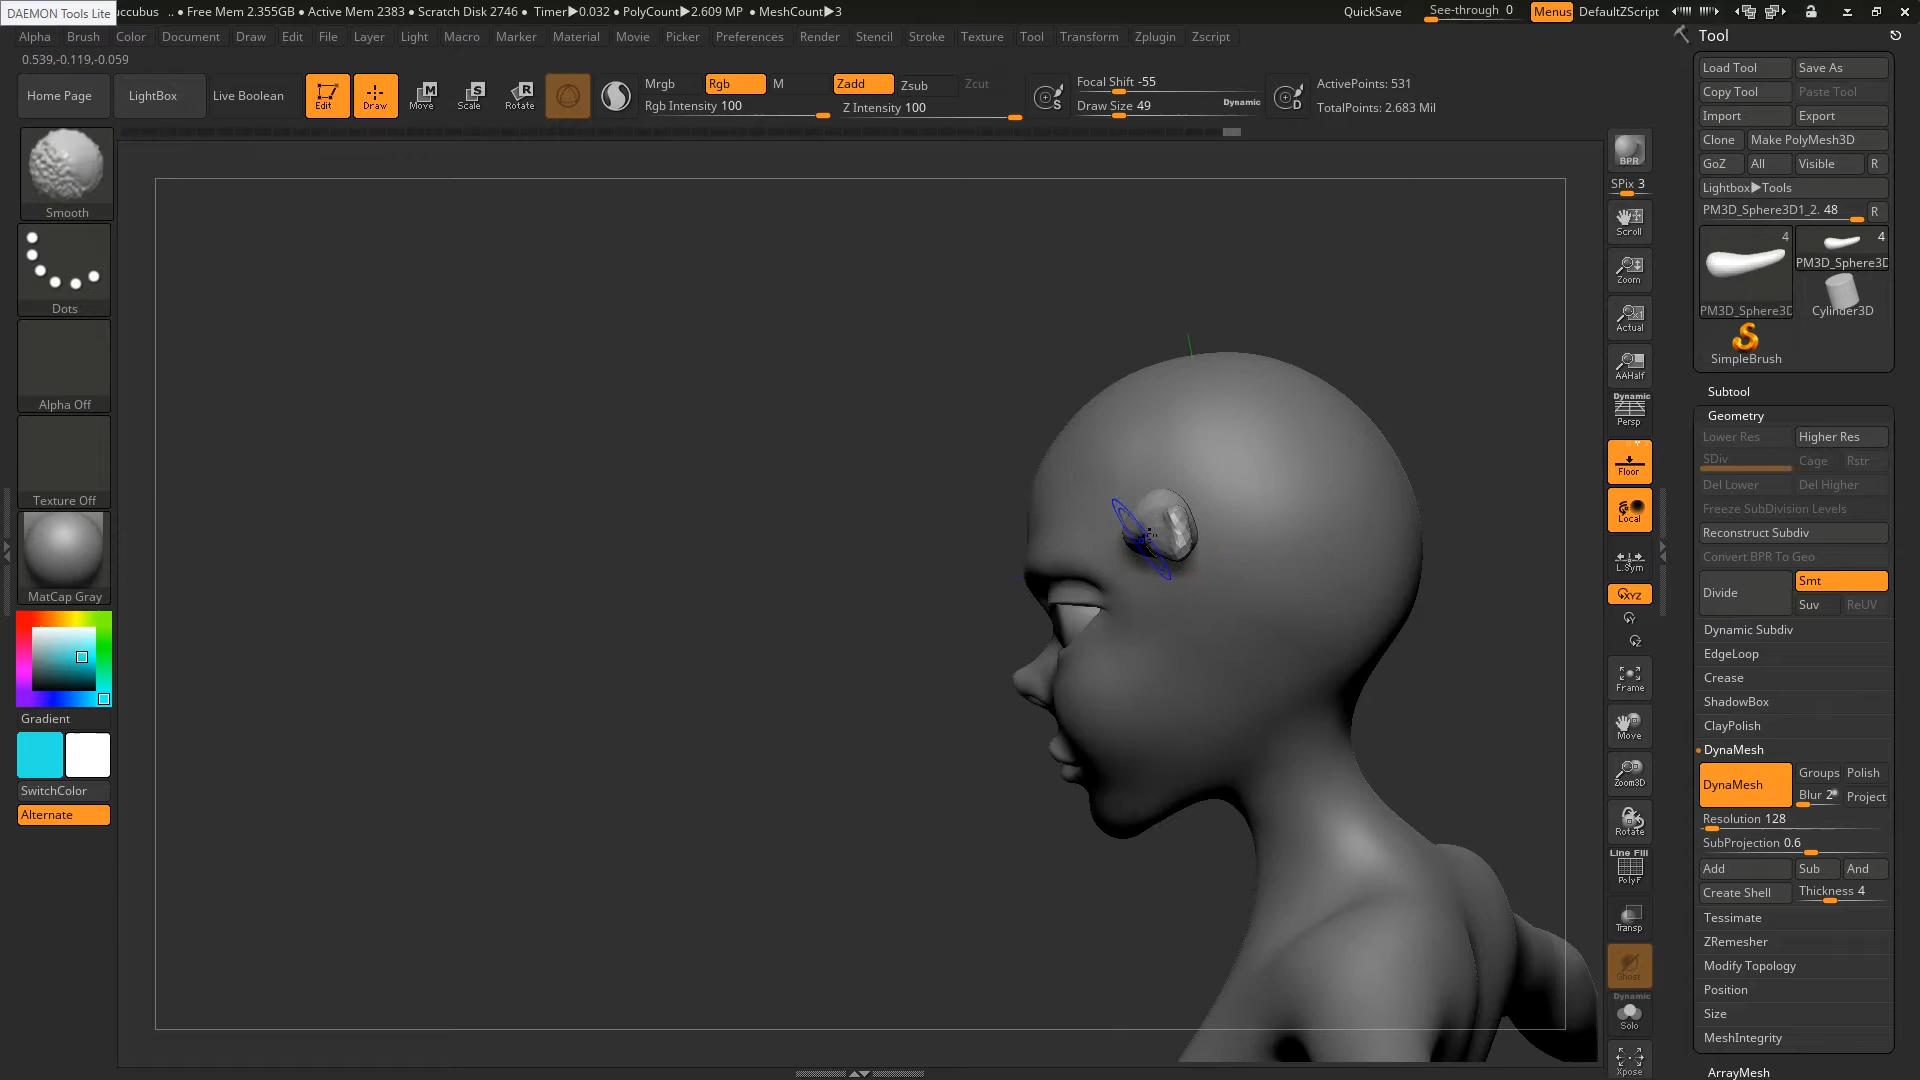 DAEMON Tools Lite
uccubus .. ● Free Mem 2.355GB ● Active Mem 2383 ● Scratch Disk 2746 ● Timer▶0.032 ● PolyCount▶2.609 MP ● MeshCount▶3
QuickSave See-through 0 Menus DefaultZScript
Alpha Brush Color Document Draw Edit File Layer Light Macro Marker Material Movie Picker Preferences Render Stencil Stroke Texture Tool Transform Zplugin Zscript
0.539,-0.119,-0.059
Home Page LightBox Live Boolean Edit Draw Move Scale Rotate
Mrgb Rgb M Zadd Zsub Zcut
Rgb Intensity 100 Z Intensity 100
Focal Shift -55
Draw Size 49 Dynamic
ActivePoints: 531
TotalPoints: 2.683 Mil
Smooth
Dots
Alpha Off
Texture Off
MatCap Gray
Gradient
SwitchColor
Alternate
BPR
SPix 3
Scroll
Zoom
Actual
AAHalf
Dynamic
Persp
Floor
Local
L.Sym
XYZ
Y
Z
Frame
Move
Zoom3D
Rotate
Line Fill
PolyF
Transp
Ghost
Dynamic
Solo
Xpose
Tool
Load Tool Save As
Copy Tool Paste Tool
Import Export
Clone Make PolyMesh3D
GoZ All Visible R
Lightbox▶Tools
PM3D_Sphere3D1_2. 48 R
4 4
PM3D_Sphere3D
PM3D_Sphere3D Cylinder3D
SimpleBrush
Subtool
Geometry
Lower Res Higher Res
SDiv Cage Rstr
Del Lower Del Higher
Freeze SubDivision Levels
Reconstruct Subdiv
Convert BPR To Geo
Divide Smt
Suv ReUV
Dynamic Subdiv
EdgeLoop
Crease
ShadowBox
ClayPolish
DynaMesh
DynaMesh Groups Polish
Blur 2 Project
Resolution 128
SubProjection 0.6
Add Sub And
Create Shell Thickness 4
Tessimate
ZRemesher
Modify Topology
Position
Size
MeshIntegrity
ArrayMesh